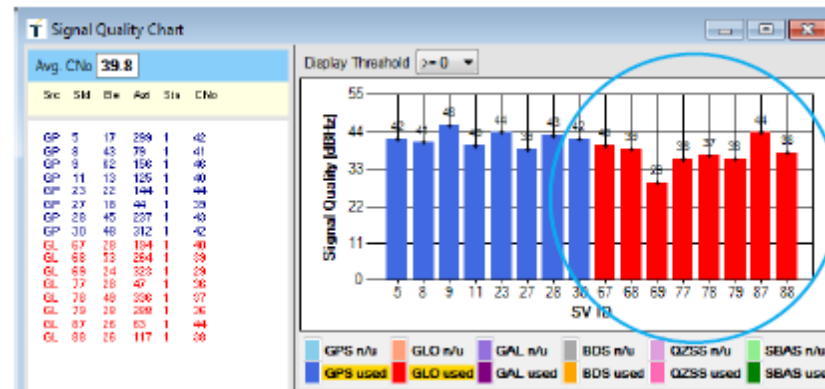 Signal Quality Chart
Avg. CNo 39.8
Display Threshold >= 0
Src SId Ele Azi Sta CNo
GP 5 17 299 1 42
GP 8 43 79 1 41
GP 9 62 156 1 46
GP 11 13 125 1 40
GP 23 22 144 1 44
GP 27 18 44 1 39
GP 28 45 237 1 43
GP 30 48 312 1 42
GL 67 28 194 1 40
GL 68 53 264 1 39
GL 69 24 323 1 29
GL 77 28 47 1 36
GL 78 49 336 1 37
GL 79 28 1 36
GL 87 26 63 1 44
GL 88 26 117 1 38
Signal Quality [dBHz]
55
44
33
22
11
0
42 41 46 40 44 39 43 42 40 39 29 36 37 36 44 38
5 8 9 11 23 27 28 30 67 68 69 77 78 79 87 88
SV ID
GPS n/u GLO n/u GAL n/u BDS n/u QZSS n/u SBAS n/u
GPS used GLO used GAL used BDS used QZSS used SBAS use